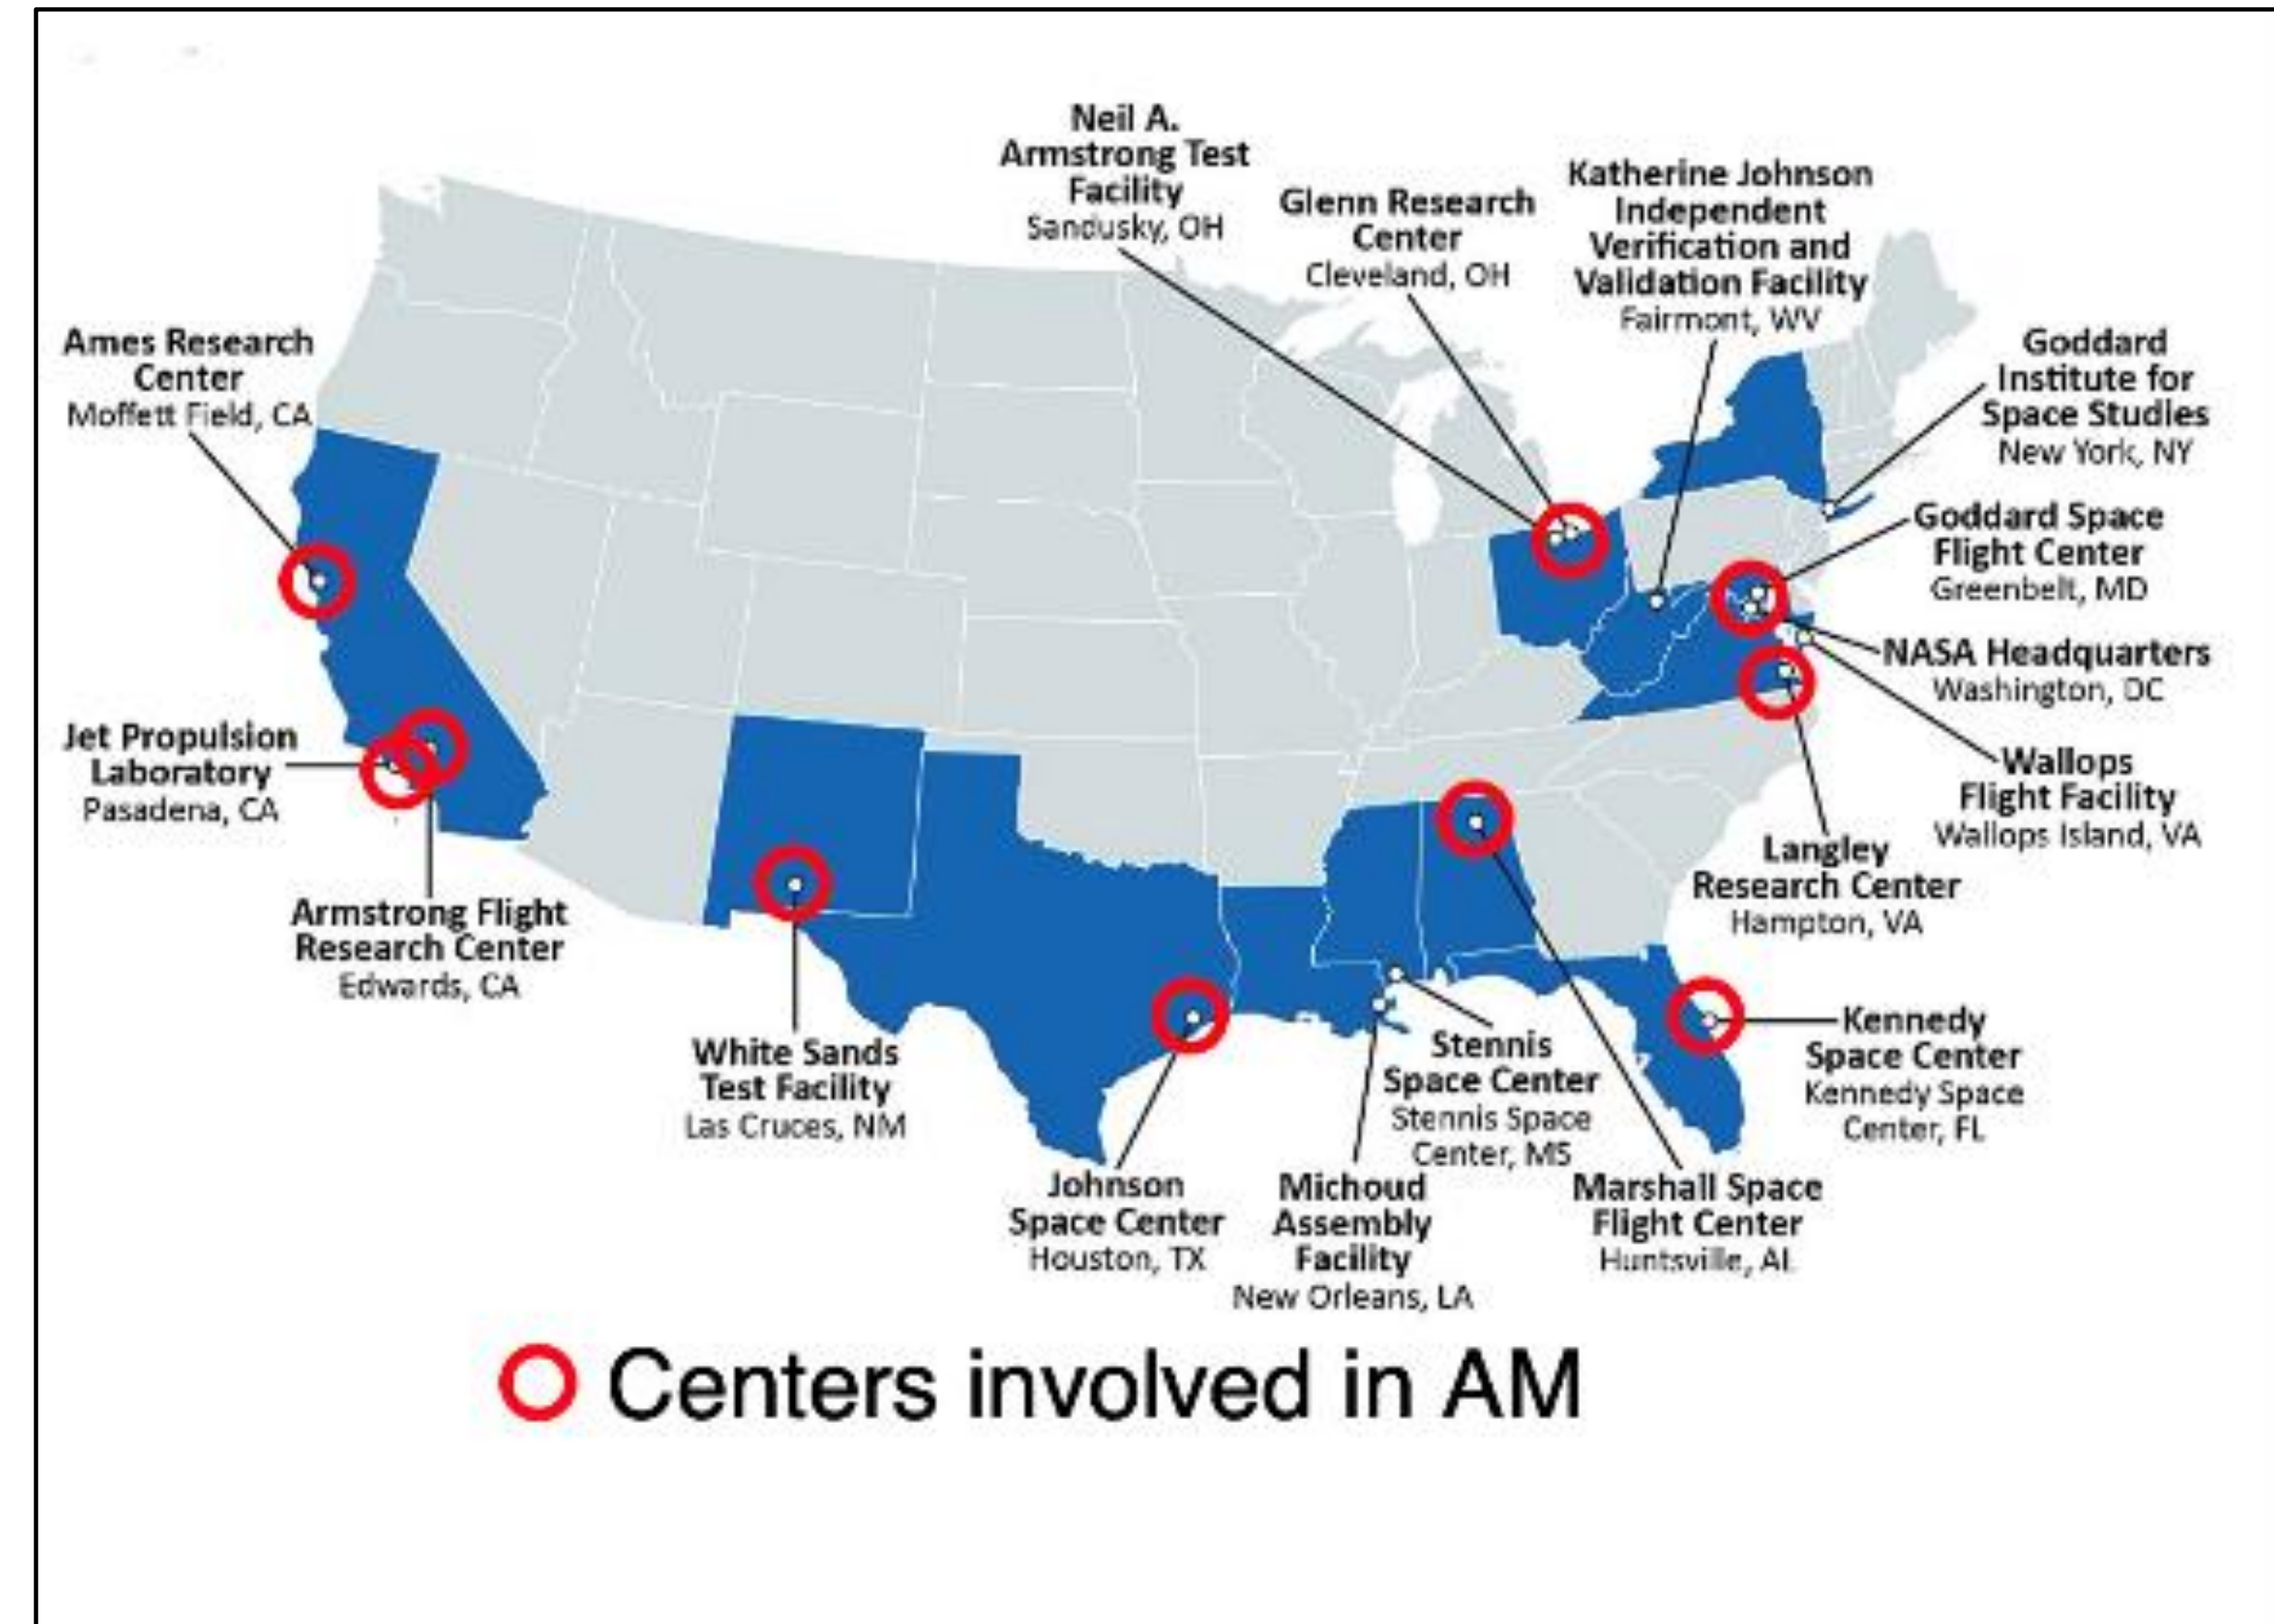 Neil A.
Armstrong Test
Facility
Sandusky, OH
Glenn Research
Center
Cleveland, OH
Katherine Johnson
Independent
Verification and
Validation Facility
Fairmont, WV
Goddard
Institute for
Space Studies
New York, NY
Ames Research
Center
Moffett Field, CA
Goddard Space
Flight Center
Greenbelt, MD
NASA Headquarters
Washington, DC
Jet Propulsion
Laboratory
Pasadena, CA
Wallops
Flight Facility
Wallops Island, VA
Langley
Research Center
Hampton, VA
Armstrong Flight
Research Center
Edwards, CA
White Sands
Test Facility
Las Cruces, NM
Stennis
Space Center
Stennis Space
Center, MS
Kennedy
Space Center
Kennedy Space
Center, FL
Johnson
Space Center
Houston, TX
Michoud
Assembly
Facility
New Orleans, LA
Marshall Space
Flight Center
Huntsville, AL
Centers involved in AM